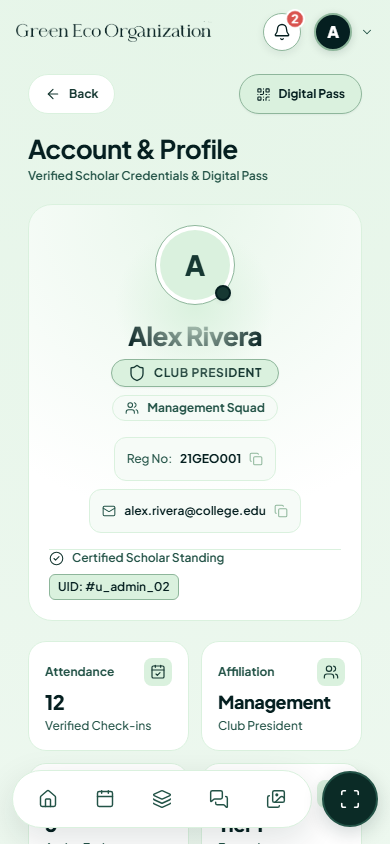 Green Eco Organization
2
A
Back
Digital Pass
Account & Profile
Verified Scholar Credentials & Digital Pass
A
Alex Rivera
CLUB PRESIDENT
Management Squad
Reg No: 21GEO001
alex.rivera@college.edu
Certified Scholar Standing
UID: #u_admin_02
Attendance
12
Verified Check-ins
Affiliation
Management
Club President